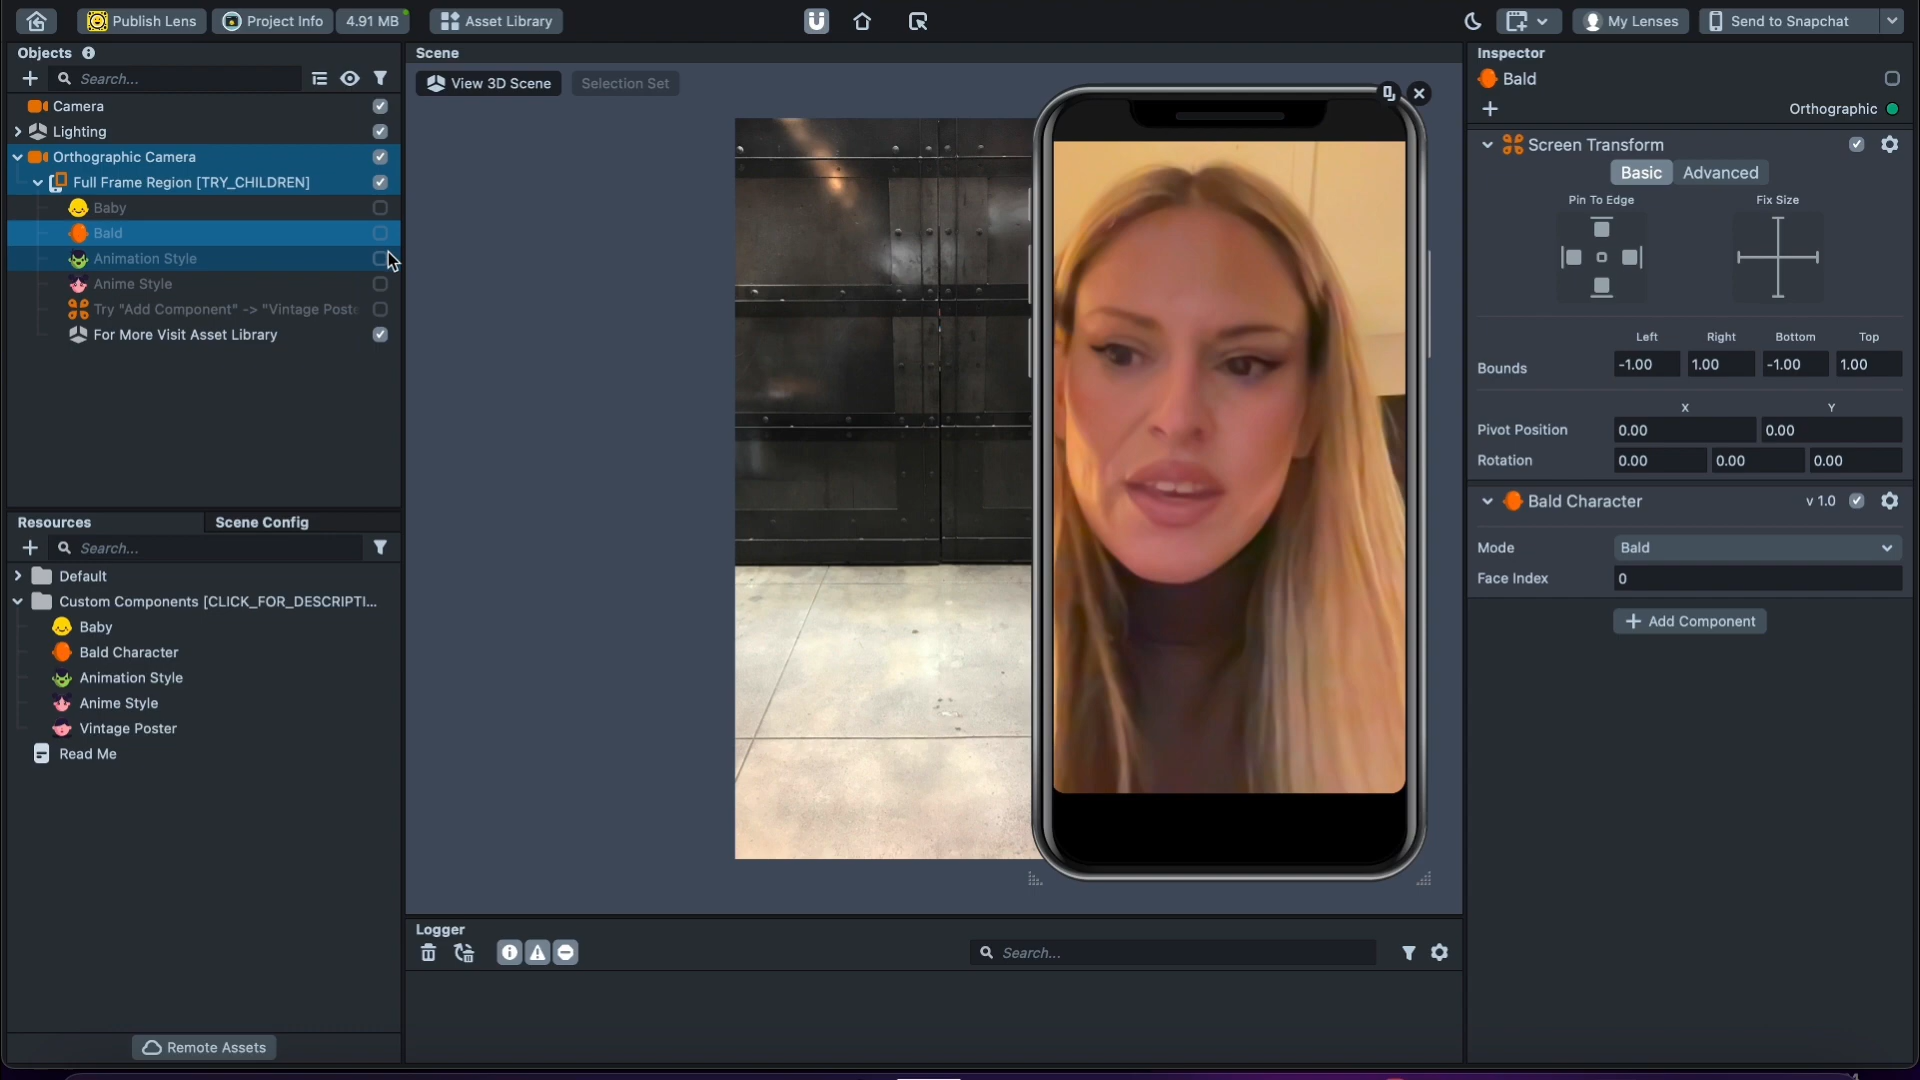 Publish Lens
Project Info
4.91 MB
Asset Library
My Lenses
Send to Snapchat
Objects
Search...
Camera
Lighting
Orthographic Camera
Full Frame Region [TRY_CHILDREN]
Baby
Bald
Animation Style
Anime Style
Try "Add Component" -> "Vintage Poste
For More Visit Asset Library
Resources
Scene Config
Search...
Default
Custom Components [CLICK_FOR_DESCRIPTI...
Baby
Bald Character
Animation Style
Anime Style
Vintage Poster
Read Me
Remote Assets
Scene
View 3D Scene
Selection Set
Logger
Search...
Inspector
Bald
Orthographic
Screen Transform
Basic
Advanced
Pin To Edge
Fix Size
Left Right Bottom Top
Bounds -1.00 1.00 -1.00 1.00
X Y
Pivot Position 0.00 0.00
Rotation 0.00 0.00 0.00
Bald Character v 1.0
Mode Bald
Face Index 0
Add Component